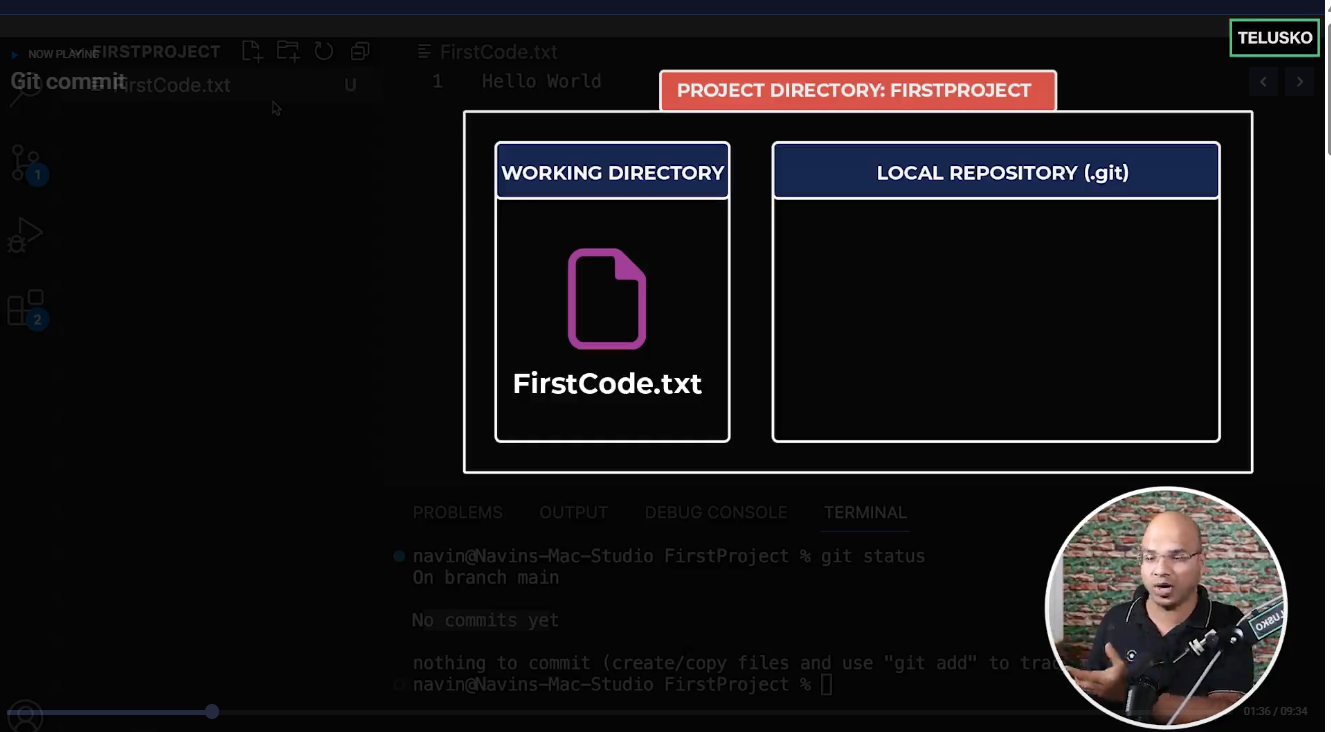 TELUSKO
NOW PLAYING
Git commit
FIRSTPROJECT
FirstCode.txt
U
FirstCode.txt
1 Hello World
PROJECT DIRECTORY: FIRSTPROJECT
WORKING DIRECTORY
LOCAL REPOSITORY (.git)
FirstCode.txt
1
2
PROBLEMS OUTPUT DEBUG CONSOLE TERMINAL
navin@Navins-Mac-Studio FirstProject % git status
On branch main
No commits yet
nothing to commit (create/copy files and use "git add" to
navin@Navins-Mac-Studio FirstProject %
TELUSKO
01:36 / 09:34